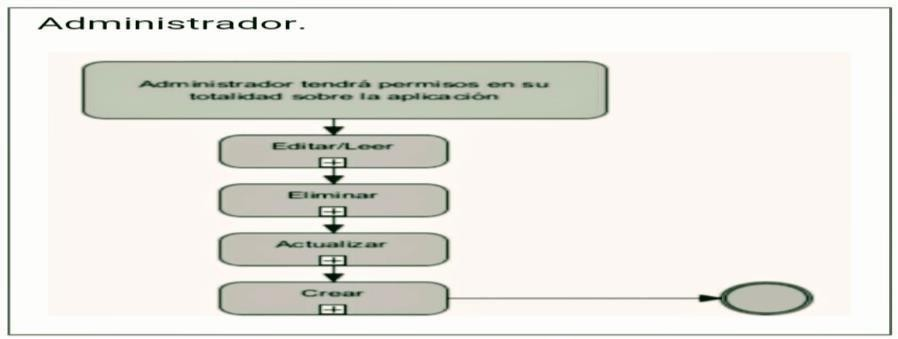 Administrador.
Administrador tendrá permisos en su
totalidad sobre la aplicación
Editar/Leer
Eliminar
Actualizar
Crear